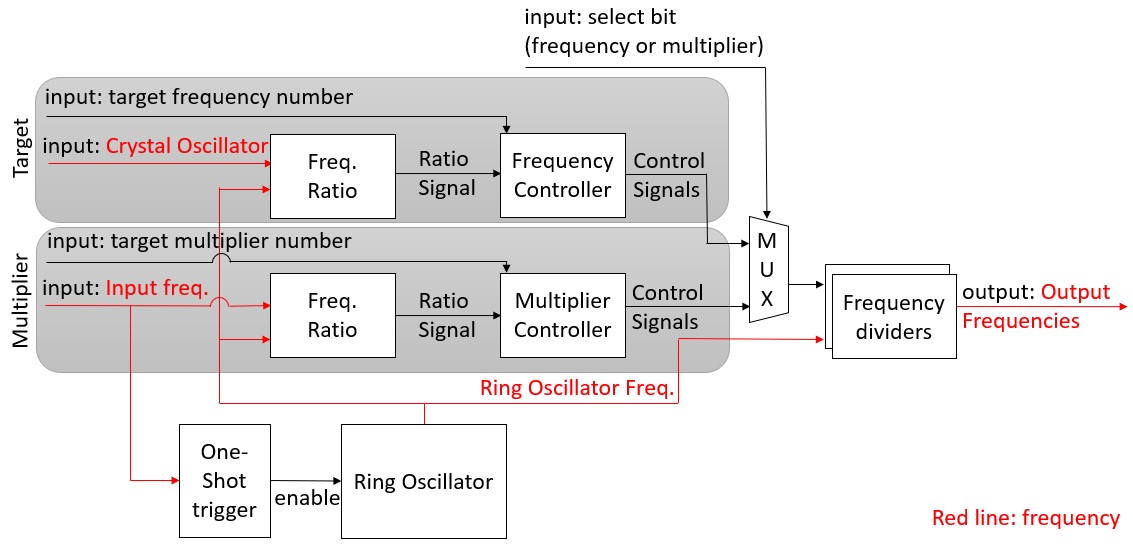 input: select bit
(frequency or multiplier)
Target
input: target frequency number
input: Crystal Oscillator
Freq.
Ratio
Ratio
Signal
Frequency
Controller
Control
Signals
Multiplier
input: target multiplier number
input: Input freq.
Freq.
Ratio
Ratio
Signal
Multiplier
Controller
Control
Signals
M
U
X
Frequency
dividers
output: Output
Frequencies
Ring Oscillator Freq.
One-
Shot
trigger
enable
Ring Oscillator
Red line: frequency